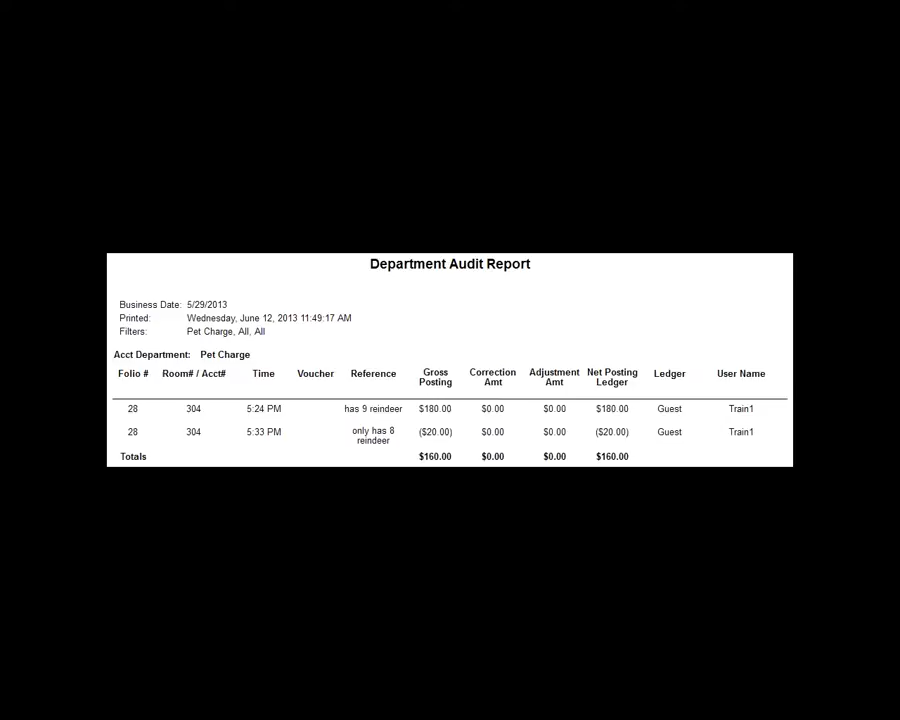 Department Audit Report
Business Date: 5/29/2013
Printed: Wednesday, June 12, 2013 11:49:17 AM
Filters: Pet Charge, All, All
Acct Department: Pet Charge
Folio # Room# / Acct# Time Voucher Reference Gross Posting Correction Amt Adjustment Amt Net Posting Ledger Ledger User Name
28 304 5:24 PM has 9 reindeer $180.00 $0.00 $0.00 $180.00 Guest Train1
28 304 5:33 PM only has 8 reindeer ($20.00) $0.00 $0.00 ($20.00) Guest Train1
Totals $160.00 $0.00 $0.00 $160.00